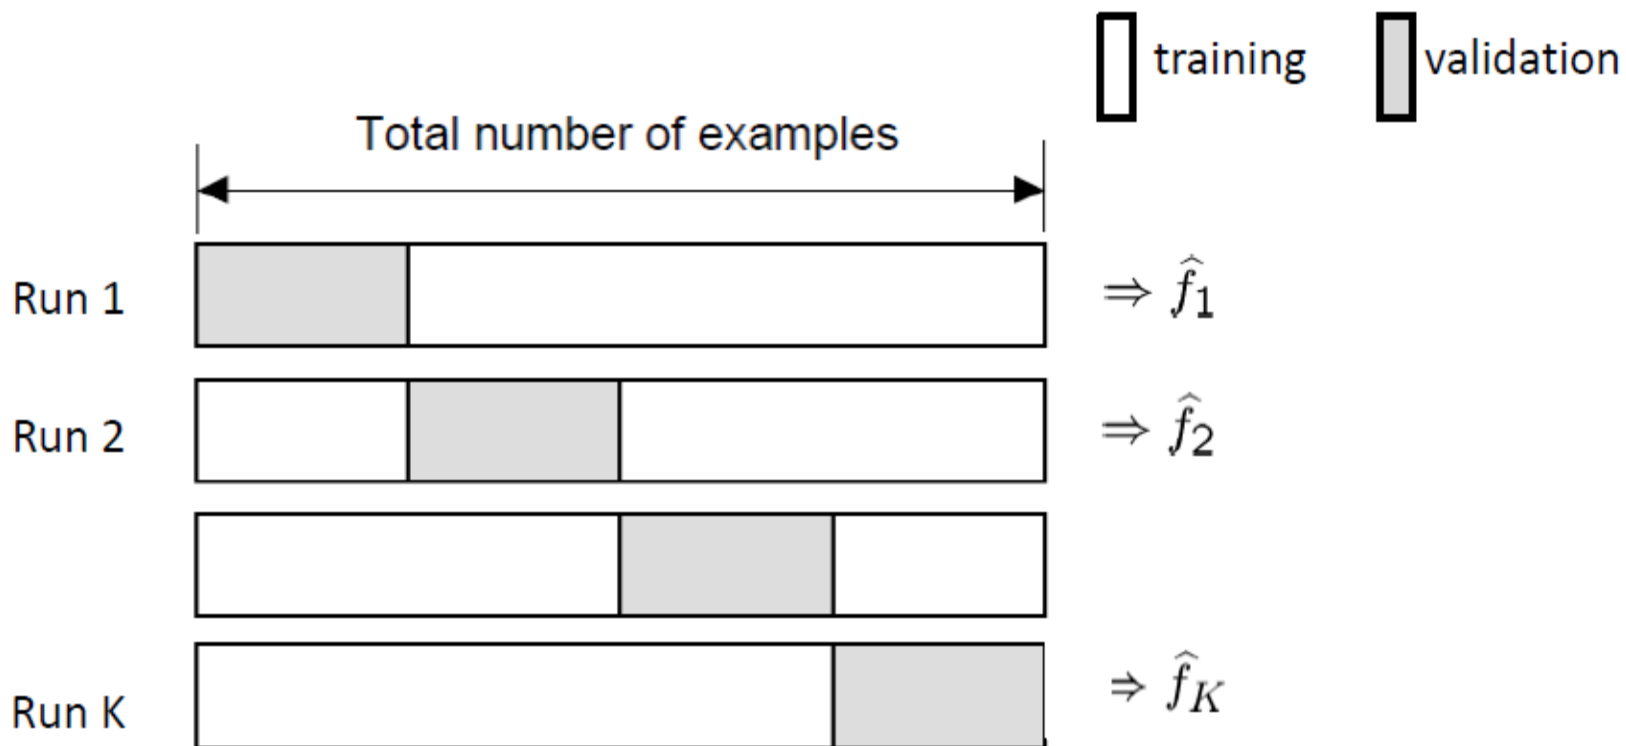 training validation
Total number of examples
Run 1 ⇒ f̂₁
Run 2 ⇒ f̂₂
Run K ⇒ f̂_K